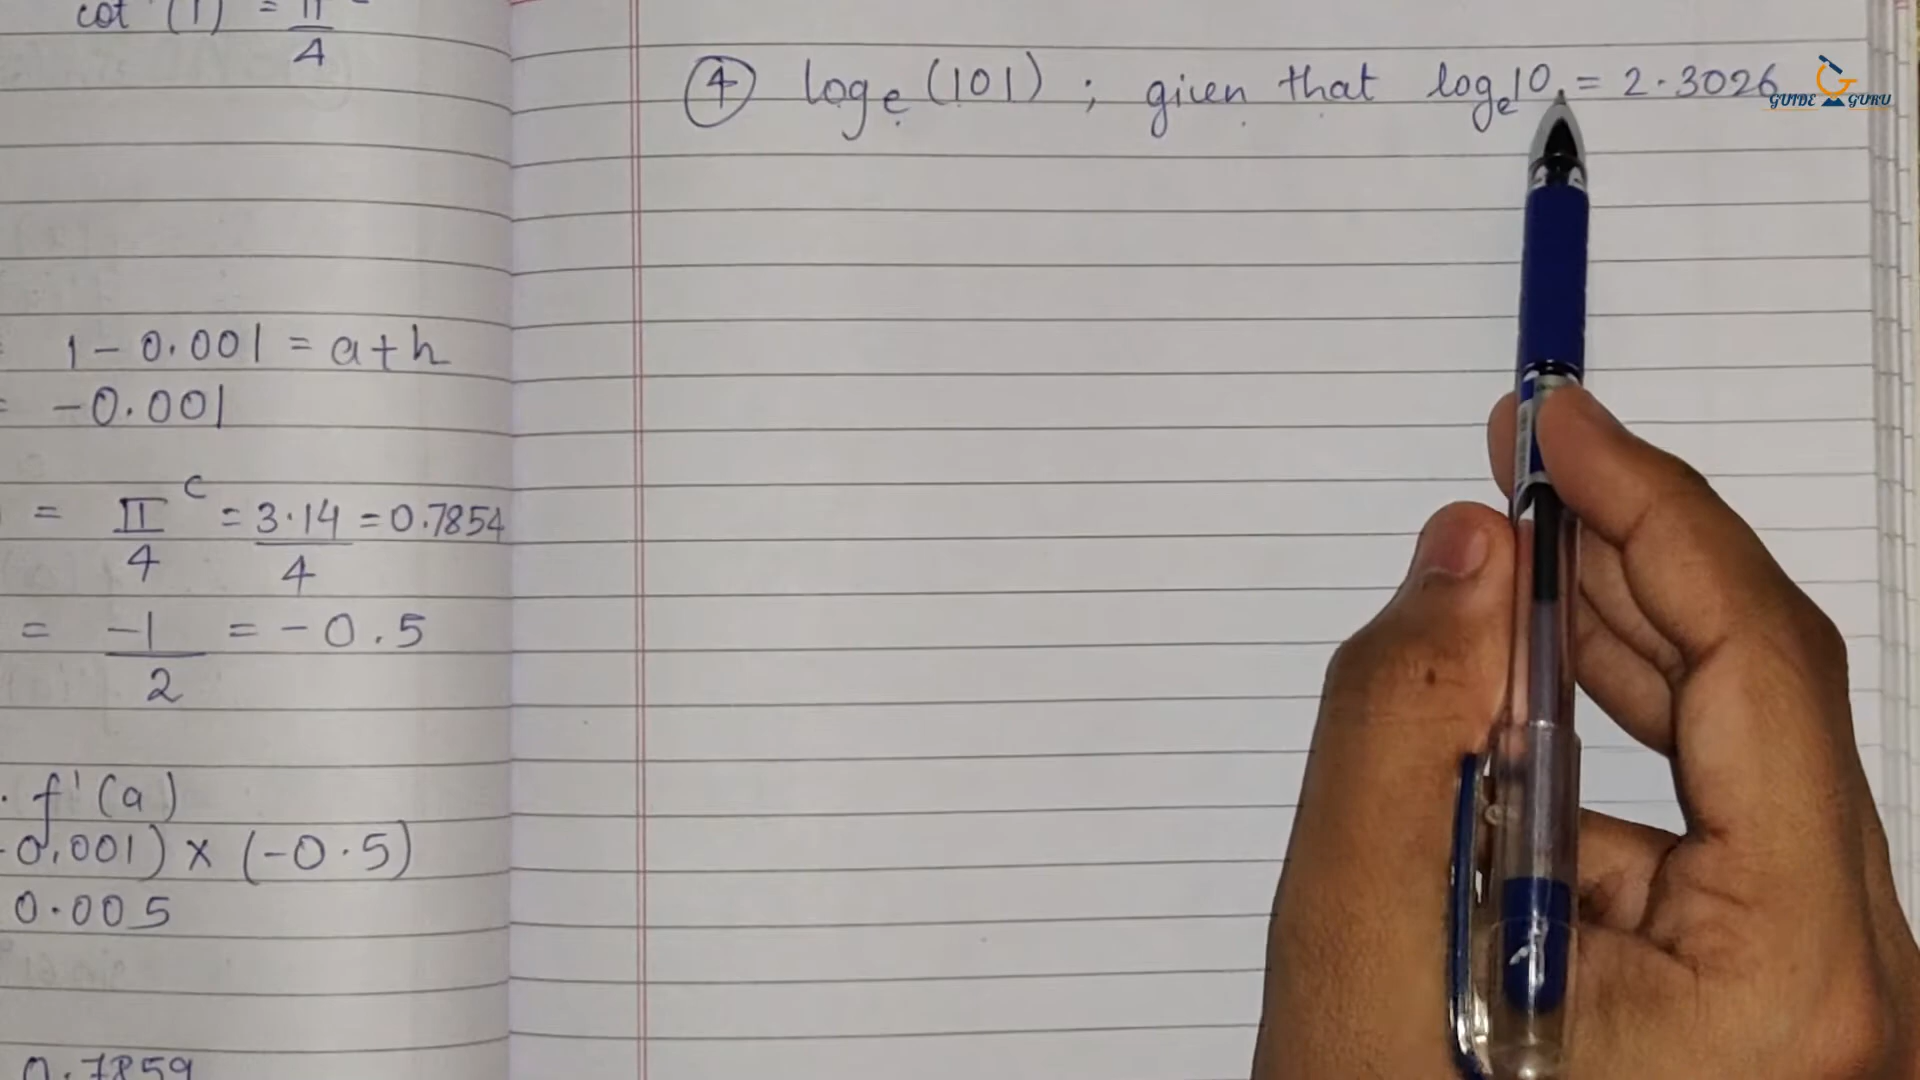 cot⁻¹(1) = π/4
1 - 0.001 = a+h
= -0.001
= π/4 ᶜ = 3.14/4 = 0.7854
= -1/2 = -0.5
. f'(a)
-0.001) × (-0.5)
0.005
0.7859
④ logₑ(101) ; given that logₑ10 = 2.3026
GUIDE GURU